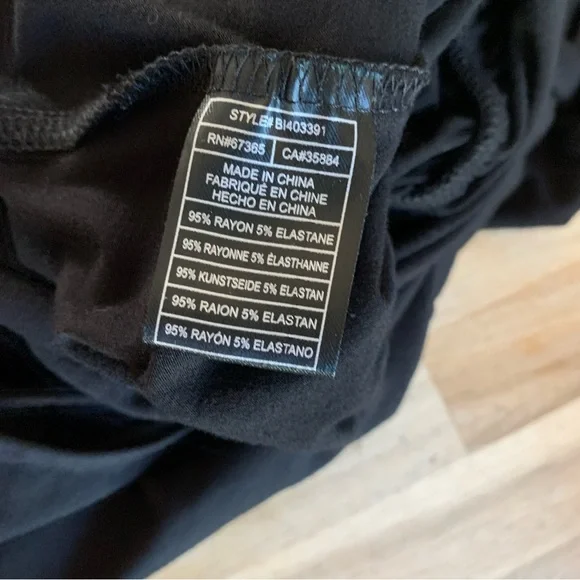 STYLE#BI403391
RN#67365 CA#35884
MADE IN CHINA
FABRIQUÉ EN CHINE
HECHO EN CHINA
95% RAYON 5% ELASTANE
95% RAYONNE 5% ÉLASTHANNE
95% KUNSTSEIDE 5% ELASTAN
95% RAION 5% ELASTAN
95% RAYÓN 5% ELASTANO